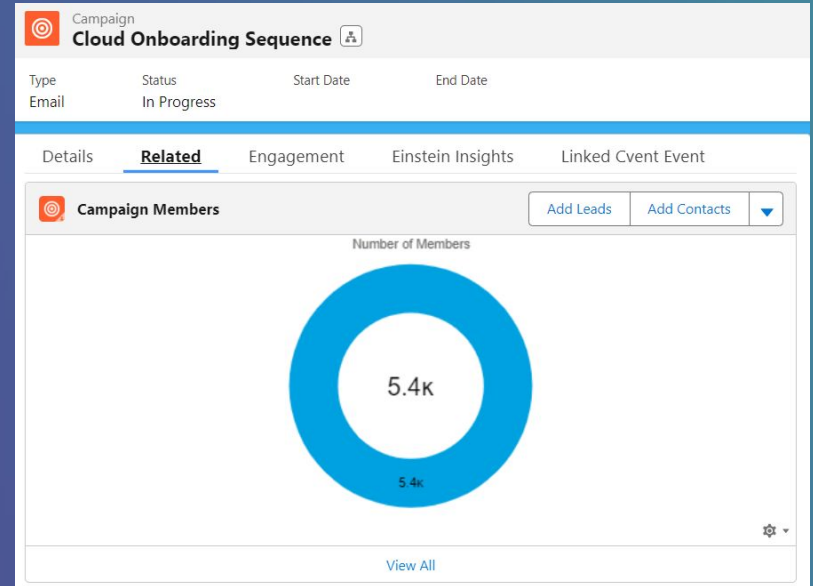 Campaign
Cloud Onboarding Sequence
Type Status Start Date End Date
Email In Progress
Details Related Engagement Einstein Insights Linked Cvent Event
Campaign Members Add Leads Add Contacts
Number of Members
5.4K
5.4K
View All